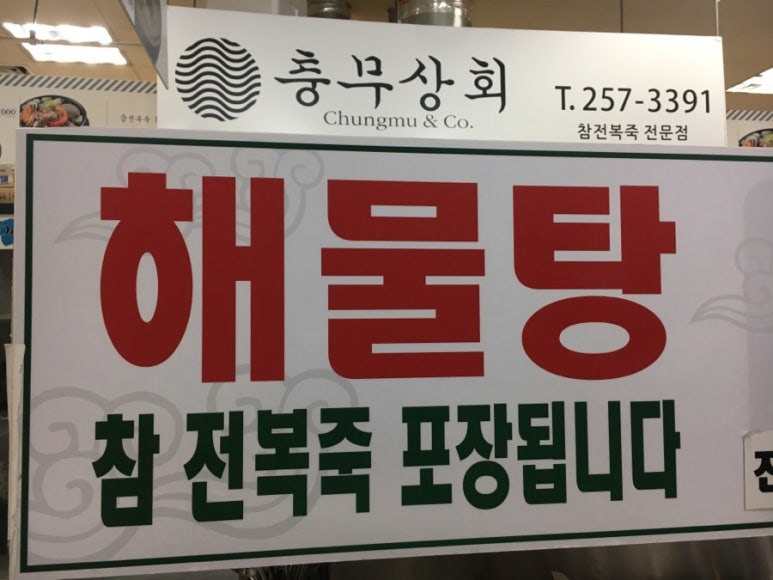 충무상회
Chungmu & Co.
T. 257-3391
참전복죽 전문점
해물탕
참 전복죽 포장됩니다